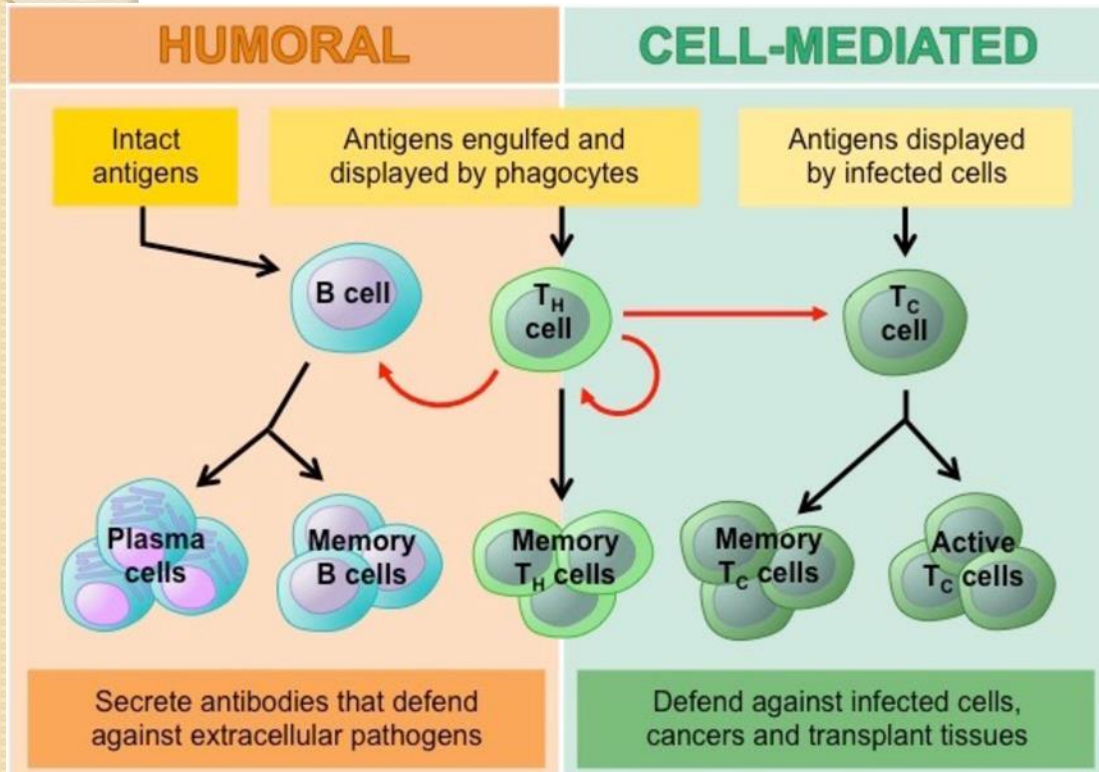 HUMORAL
CELL-MEDIATED
Intact
antigens
Antigens engulfed and
displayed by phagocytes
Antigens displayed
by infected cells
B cell
TH
cell
TC
cell
Plasma
cells
Memory
B cells
Memory
TH cells
Memory
TC cells
Active
TC cells
Secrete antibodies that defend
against extracellular pathogens
Defend against infected cells,
cancers and transplant tissues